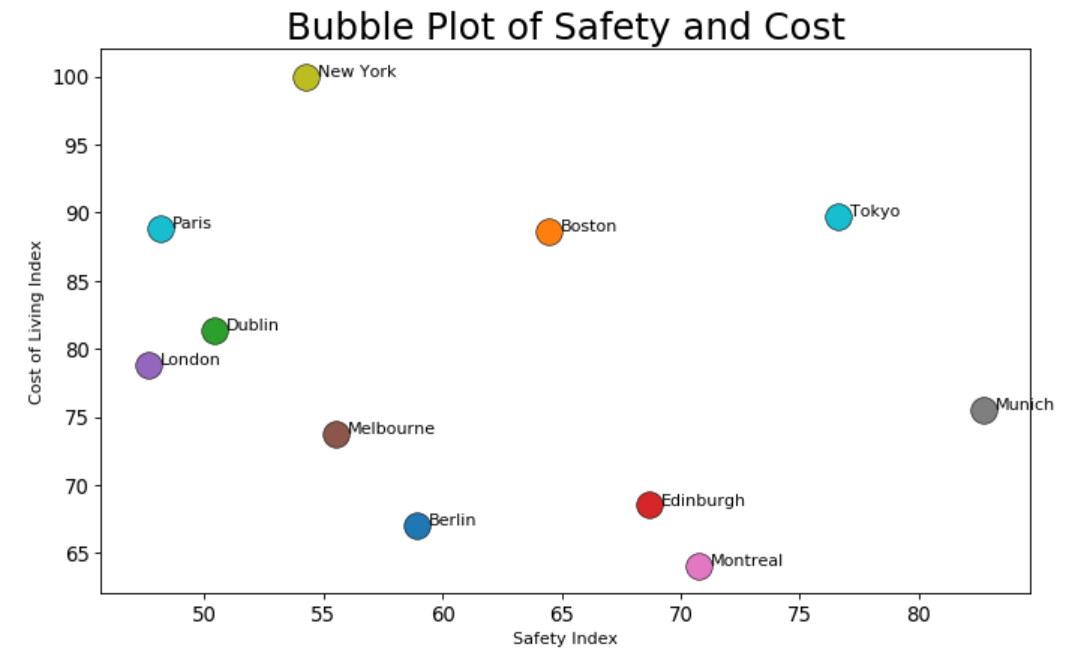 Bubble Plot of Safety and Cost
100
95
90
85
80
75
70
65
Cost of Living Index
New York
Paris
Boston
Tokyo
Dublin
London
Munich
Melbourne
Edinburgh
Berlin
Montreal
50 55 60 65 70 75 80
Safety Index